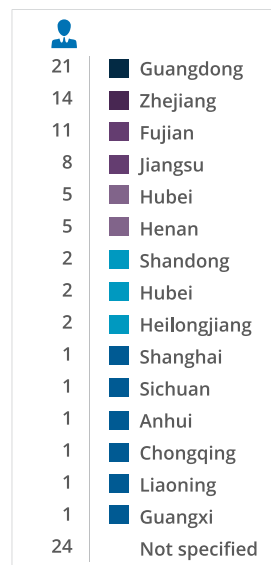 21 Guangdong
14 Zhejiang
11 Fujian
8 Jiangsu
5 Hubei
5 Henan
2 Shandong
2 Hubei
2 Heilongjiang
1 Shanghai
1 Sichuan
1 Anhui
1 Chongqing
1 Liaoning
1 Guangxi
24 Not specified